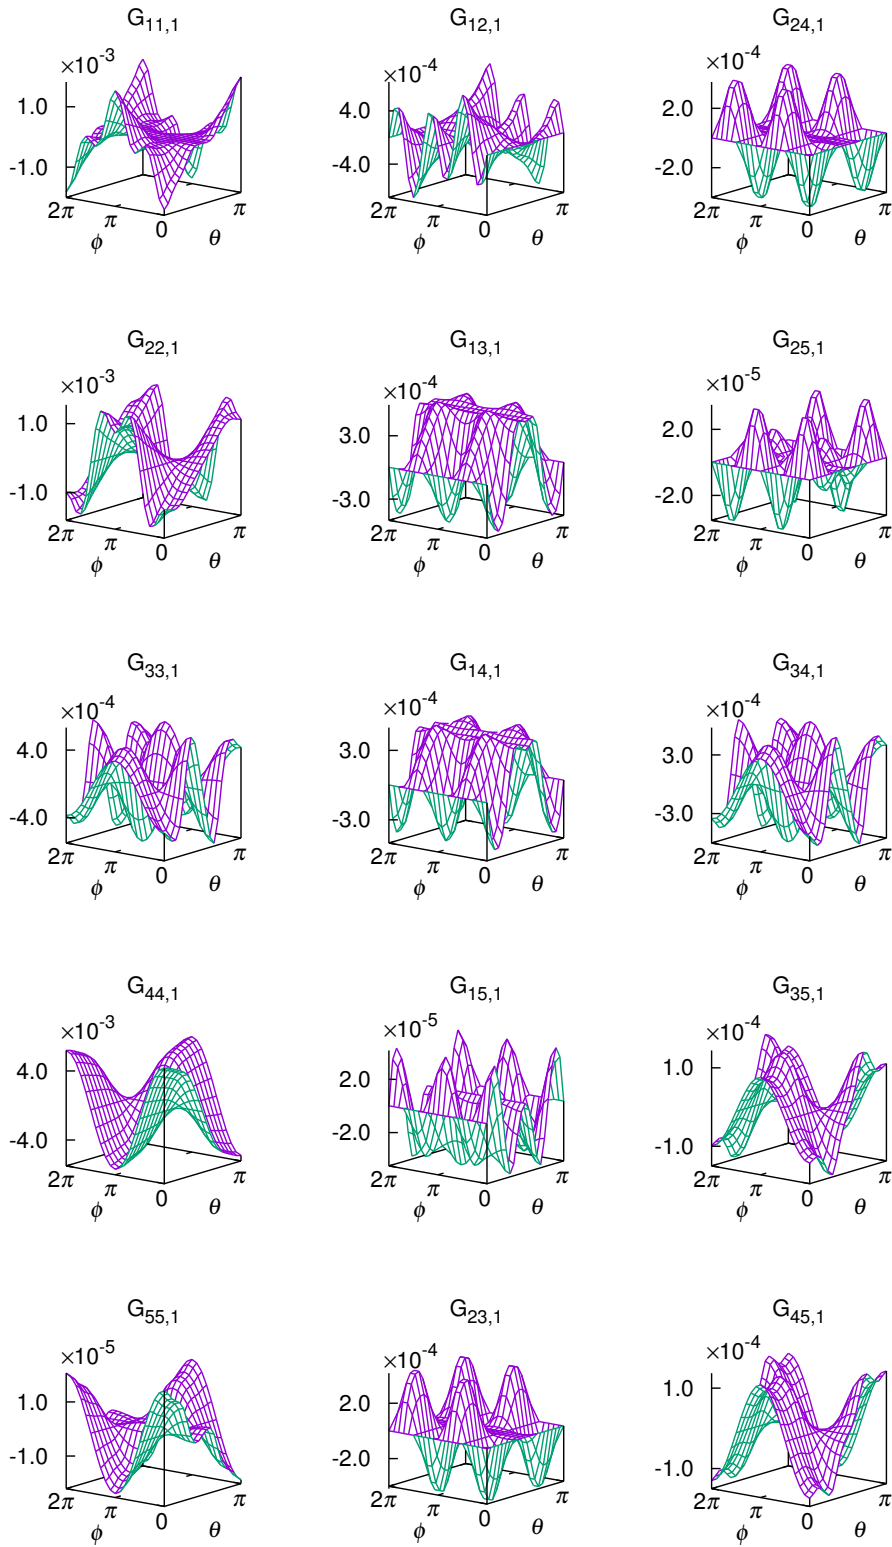 G11,1 G12,1 G24,1
×10-3 ×10-4 ×10-4
1.0 4.0 2.0
-1.0 -4.0 -2.0
2π π 0 π 2π π 0 π 2π π 0 π
ϕ θ ϕ θ ϕ θ
G22,1 G13,1 G25,1
×10-3 ×10-4 ×10-5
1.0 3.0 2.0
-1.0 -3.0 -2.0
2π π 0 π 2π π 0 π 2π π 0 π
ϕ θ ϕ θ ϕ θ
G33,1 G14,1 G34,1
×10-4 ×10-4 ×10-4
4.0 3.0 3.0
-4.0 -3.0 -3.0
2π π 0 π 2π π 0 π 2π π 0 π
ϕ θ ϕ θ ϕ θ
G44,1 G15,1 G35,1
×10-3 ×10-5 ×10-4
4.0 2.0 1.0
-4.0 -2.0 -1.0
2π π 0 π 2π π 0 π 2π π 0 π
ϕ θ ϕ θ ϕ θ
G55,1 G23,1 G45,1
×10-5 ×10-4 ×10-4
1.0 2.0 1.0
-1.0 -2.0 -1.0
2π π 0 π 2π π 0 π 2π π 0 π
ϕ θ ϕ θ ϕ θ